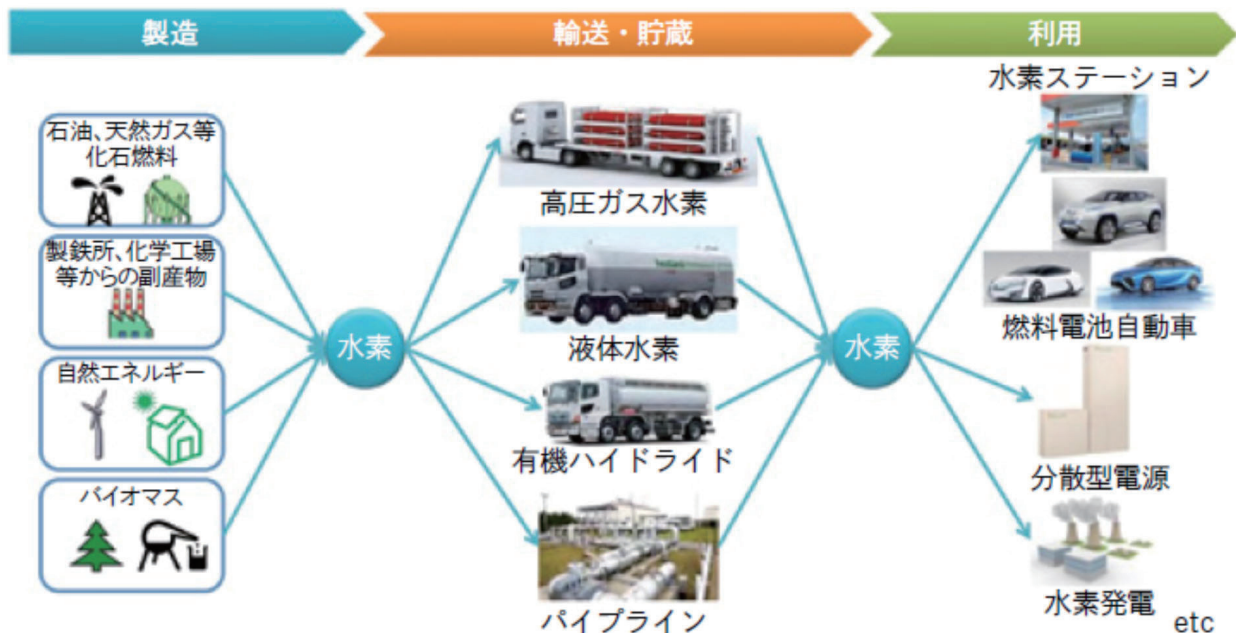 製造
輸送・貯蔵
利用
石油、天然ガス等
化石燃料
製鉄所、化学工場
等からの副産物
自然エネルギー
バイオマス
水素
高圧ガス水素
液体水素
有機ハイドライド
パイプライン
水素
水素ステーション
燃料電池自動車
分散型電源
水素発電
etc